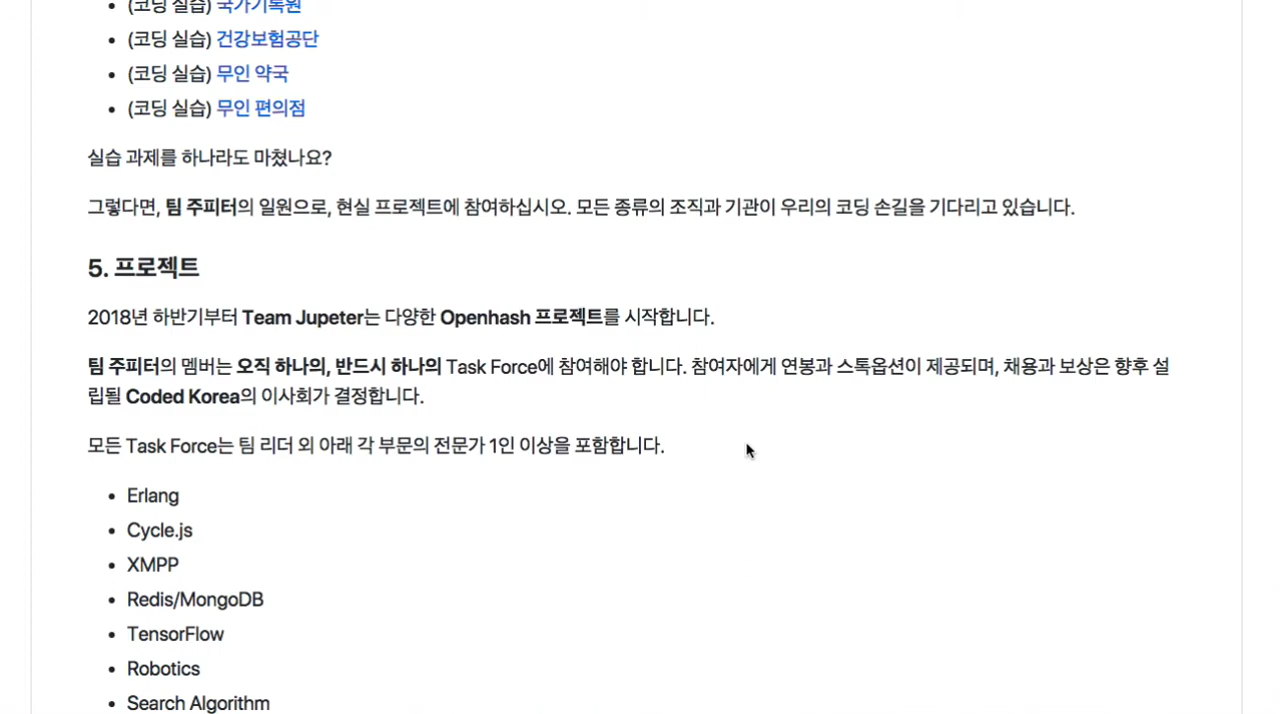 • (코딩 실습) 국가기록원
• (코딩 실습) 건강보험공단
• (코딩 실습) 무인 약국
• (코딩 실습) 무인 편의점
실습 과제를 하나라도 마쳤나요?
그렇다면, 팀 주피터의 일원으로, 현실 프로젝트에 참여하십시오. 모든 종류의 조직과 기관이 우리의 코딩 손길을 기다리고 있습니다.
5. 프로젝트
2018년 하반기부터 Team Jupeter는 다양한 Openhash 프로젝트를 시작합니다.
팀 주피터의 멤버는 오직 하나의, 반드시 하나의 Task Force에 참여해야 합니다. 참여자에게 연봉과 스톡옵션이 제공되며, 채용과 보상은 향후 설
립될 Coded Korea의 이사회가 결정합니다.
모든 Task Force는 팀 리더 외 아래 각 부문의 전문가 1인 이상을 포함합니다.
• Erlang
• Cycle.js
• XMPP
• Redis/MongoDB
• TensorFlow
• Robotics
• Search Algorithm